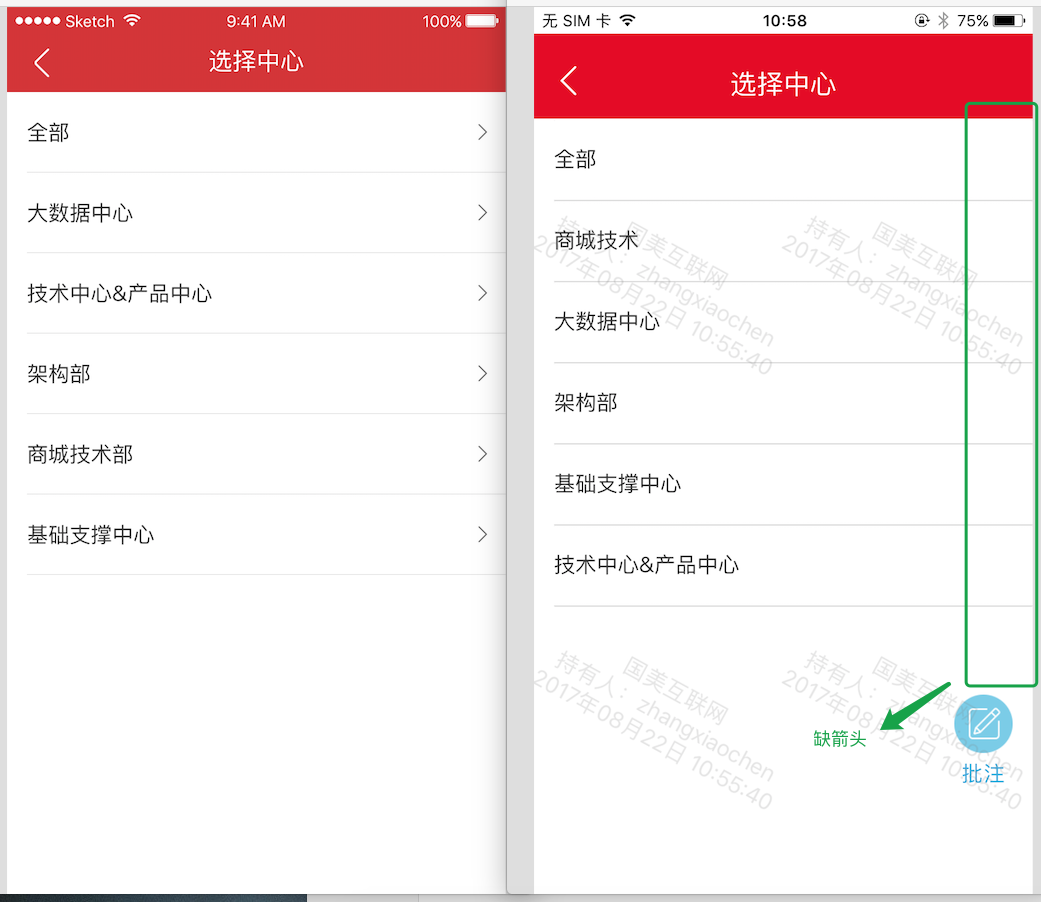 ●●●●● Sketch 9:41 AM 100%
选择中心
全部
大数据中心
技术中心&产品中心
架构部
商城技术部
基础支撑中心
无 SIM 卡 10:58 75%
选择中心
全部
商城技术
大数据中心
架构部
基础支撑中心
技术中心&产品中心
国美互联网
持有人：zhangxiaochen
2017年08月22日 10:55:40
国美互联网
持有人：zhangxiaochen
2017年08月22日 10:55:40
国美互联网
持有人：zhangxiaochen
2017年08月22日 10:55:40
国美互联网
持有人：zhangxiaochen
2017年08月22日 10:55:40
缺箭头
批注